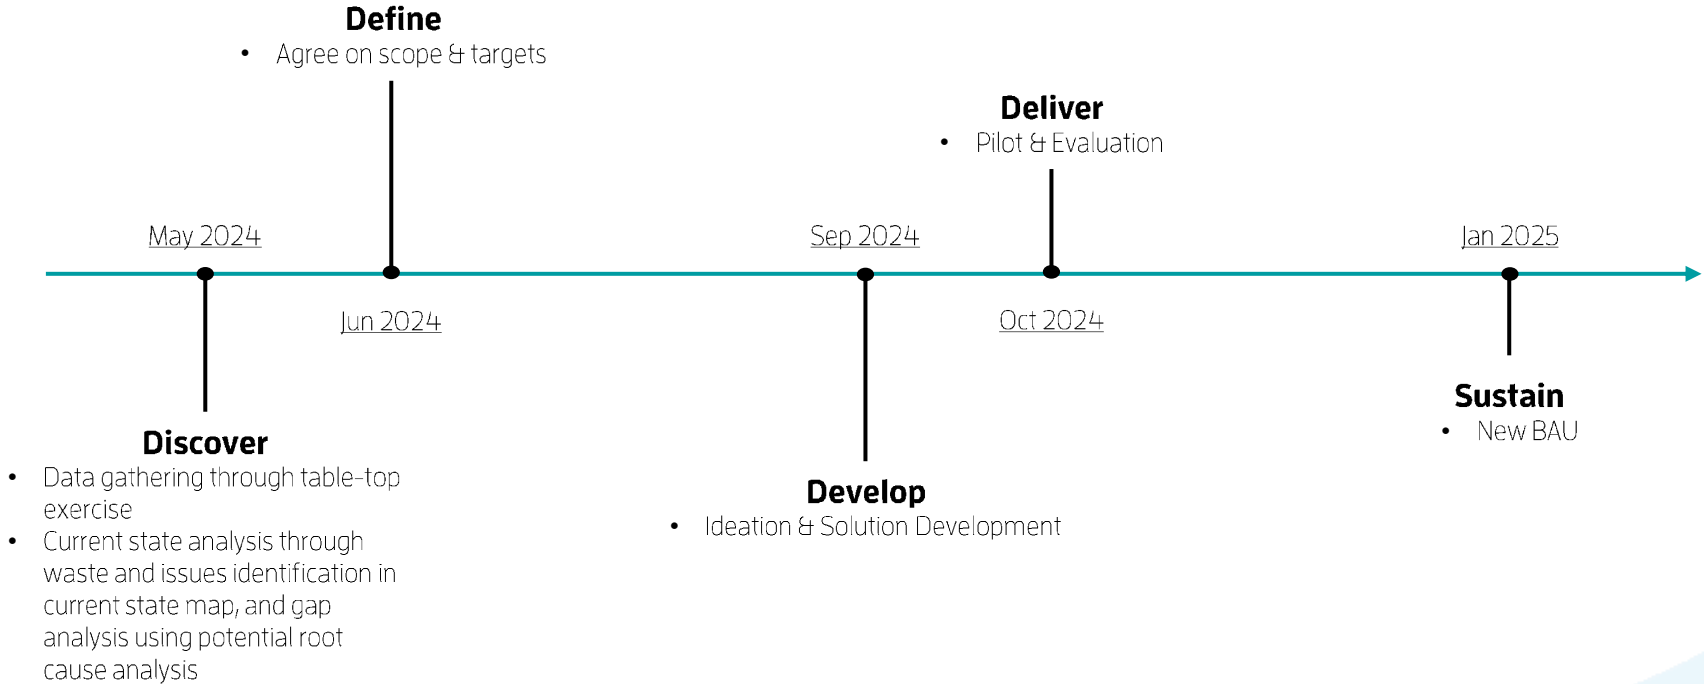 Define
• Agree on scope & targets
Deliver
• Pilot & Evaluation
May 2024
Sep 2024
Jan 2025
Jun 2024
Oct 2024
Discover
• Data gathering through table-top
exercise
• Current state analysis through
waste and issues identification in
current state map, and gap
analysis using potential root
cause analysis
Develop
• Ideation & Solution Development
Sustain
• New BAU